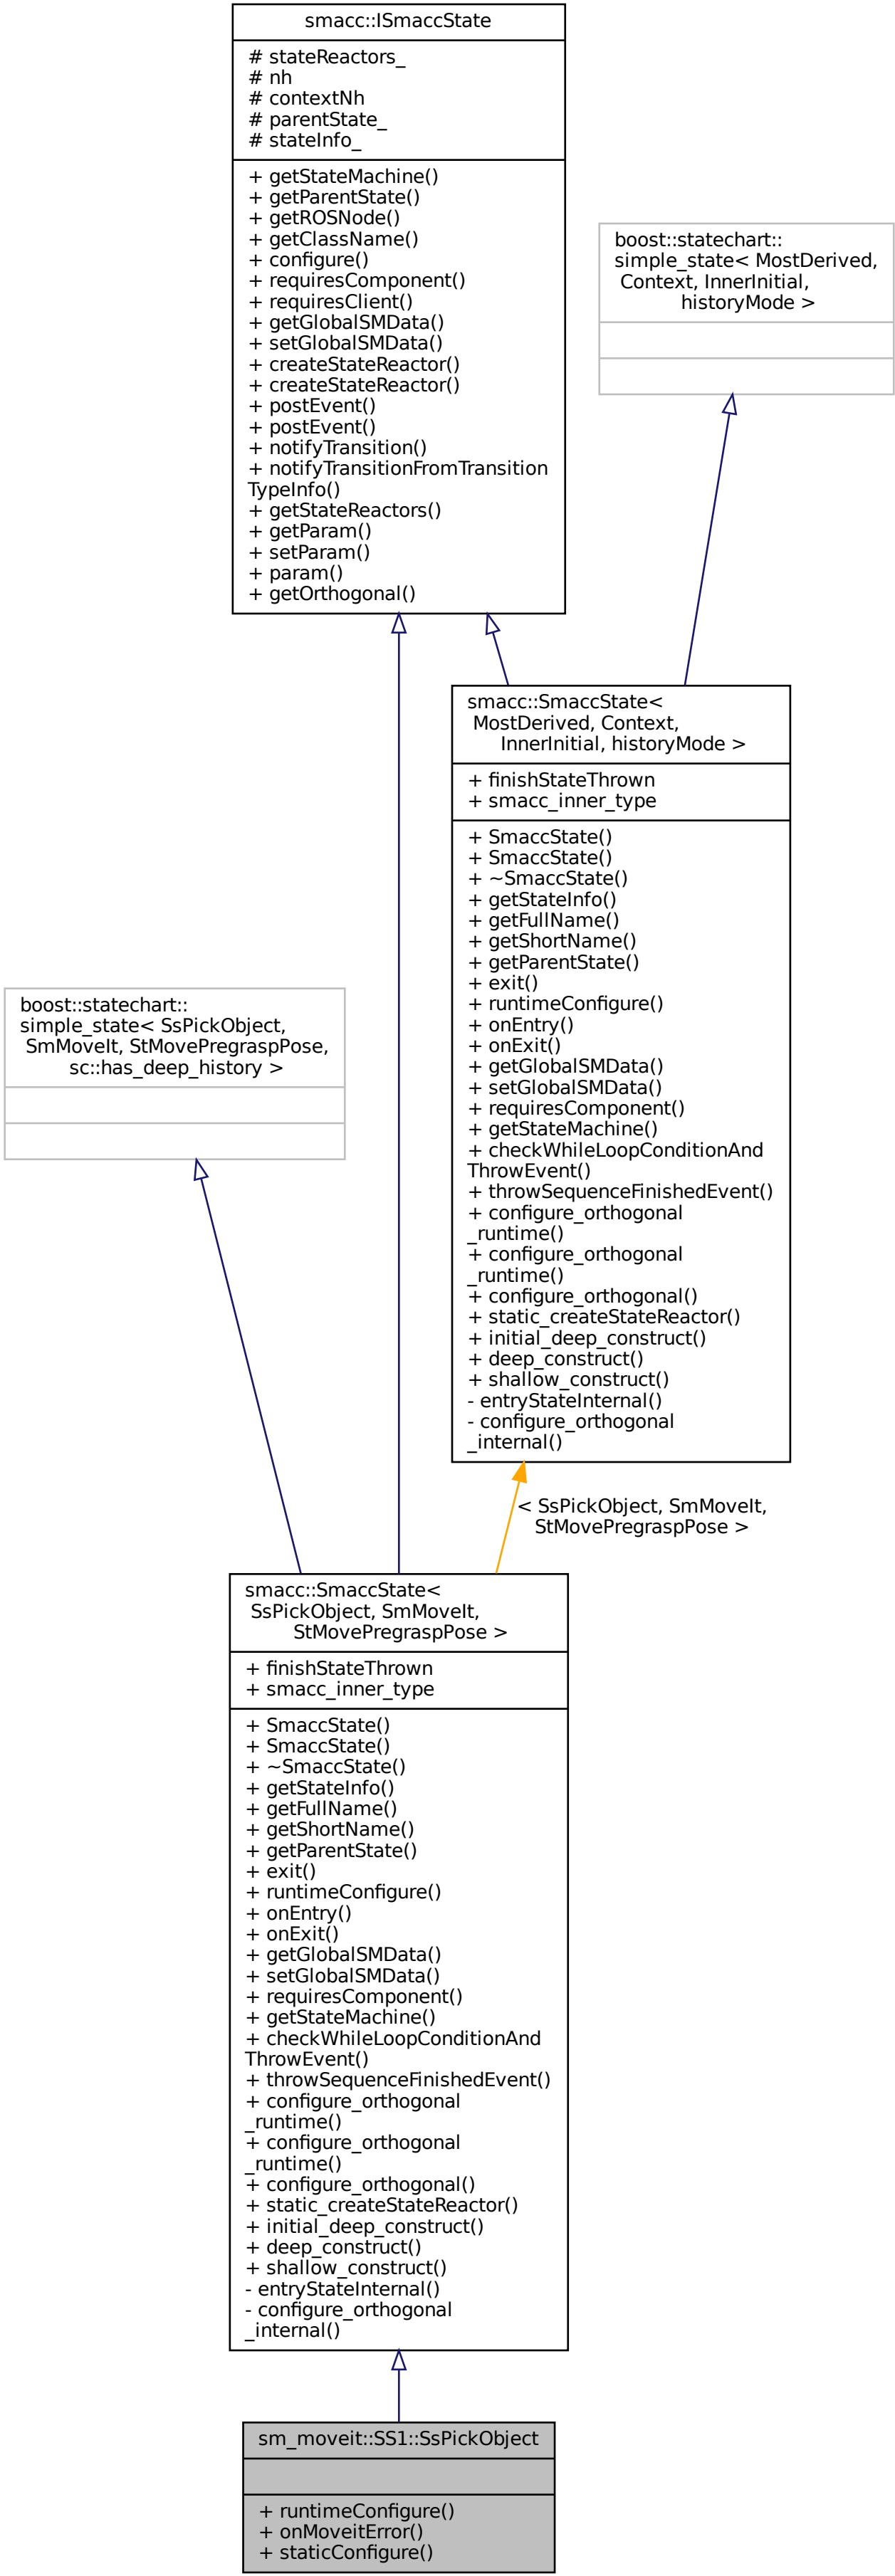 smacc::ISmaccState
# stateReactors_
# nh
# contextNh
# parentState_
# stateInfo_
+ getStateMachine()
+ getParentState()
+ getROSNode()
+ getClassName()
+ configure()
+ requiresComponent()
+ requiresClient()
+ getGlobalSMData()
+ setGlobalSMData()
+ createStateReactor()
+ createStateReactor()
+ postEvent()
+ postEvent()
+ notifyTransition()
+ notifyTransitionFromTransition
TypeInfo()
+ getStateReactors()
+ getParam()
+ setParam()
+ param()
+ getOrthogonal()
boost::statechart::
simple_state< MostDerived,
Context, InnerInitial,
historyMode >
smacc::SmaccState<
MostDerived, Context,
InnerInitial, historyMode >
+ finishStateThrown
+ smacc_inner_type
+ SmaccState()
+ SmaccState()
+ ~SmaccState()
+ getStateInfo()
+ getFullName()
+ getShortName()
+ getParentState()
+ exit()
+ runtimeConfigure()
+ onEntry()
+ onExit()
+ getGlobalSMData()
+ setGlobalSMData()
+ requiresComponent()
+ getStateMachine()
+ checkWhileLoopConditionAnd
ThrowEvent()
+ throwSequenceFinishedEvent()
+ configure_orthogonal
_runtime()
+ configure_orthogonal
_runtime()
+ configure_orthogonal()
+ static_createStateReactor()
+ initial_deep_construct()
+ deep_construct()
+ shallow_construct()
- entryStateInternal()
- configure_orthogonal
_internal()
boost::statechart::
simple_state< SsPickObject,
SmMoveIt, StMovePregraspPose,
sc::has_deep_history >
< SsPickObject, SmMoveIt,
StMovePregraspPose >
smacc::SmaccState<
SsPickObject, SmMoveIt,
StMovePregraspPose >
+ finishStateThrown
+ smacc_inner_type
+ SmaccState()
+ SmaccState()
+ ~SmaccState()
+ getStateInfo()
+ getFullName()
+ getShortName()
+ getParentState()
+ exit()
+ runtimeConfigure()
+ onEntry()
+ onExit()
+ getGlobalSMData()
+ setGlobalSMData()
+ requiresComponent()
+ getStateMachine()
+ checkWhileLoopConditionAnd
ThrowEvent()
+ throwSequenceFinishedEvent()
+ configure_orthogonal
_runtime()
+ configure_orthogonal
_runtime()
+ configure_orthogonal()
+ static_createStateReactor()
+ initial_deep_construct()
+ deep_construct()
+ shallow_construct()
- entryStateInternal()
- configure_orthogonal
_internal()
sm_moveit::SS1::SsPickObject
+ runtimeConfigure()
+ onMoveitError()
+ staticConfigure()